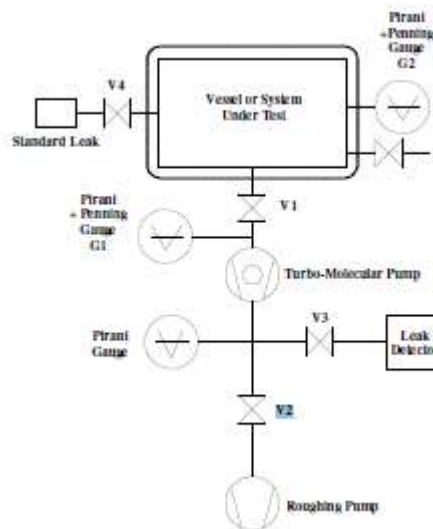 Pirani
+Penning
Gauge
G2
V4
Vessel or System
Under Test
Standard Leak
Pirani
+ Penning
Gauge
G1
V1
Turbo-Molecular Pump
V3
Pirani
Gauge
Leak
Detecto
V2
Roughing Pump